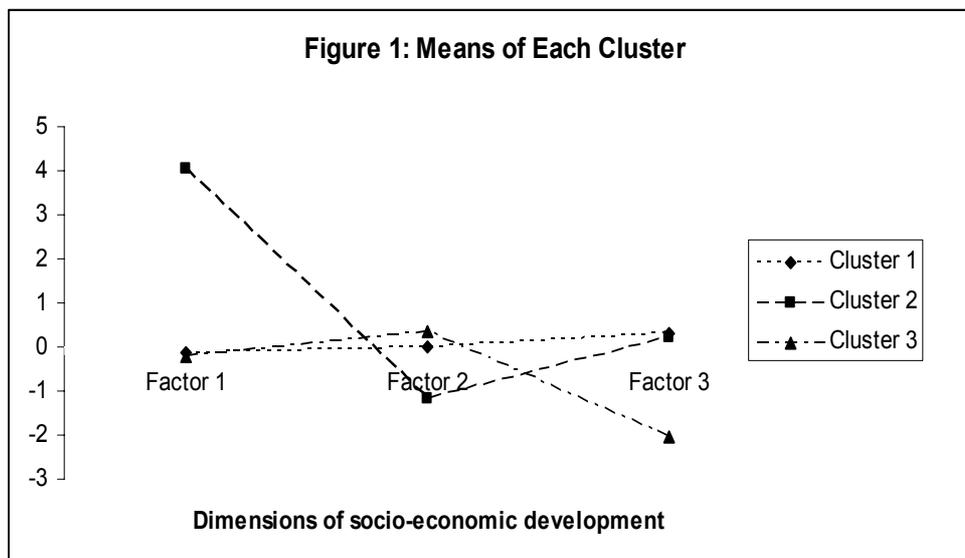 Figure 1: Means of Each Cluster
5
4
3
2
1
0
-1
-2
-3
Factor 1
Factor 2
Factor 3
Cluster 1
Cluster 2
Cluster 3
Dimensions of socio-economic development